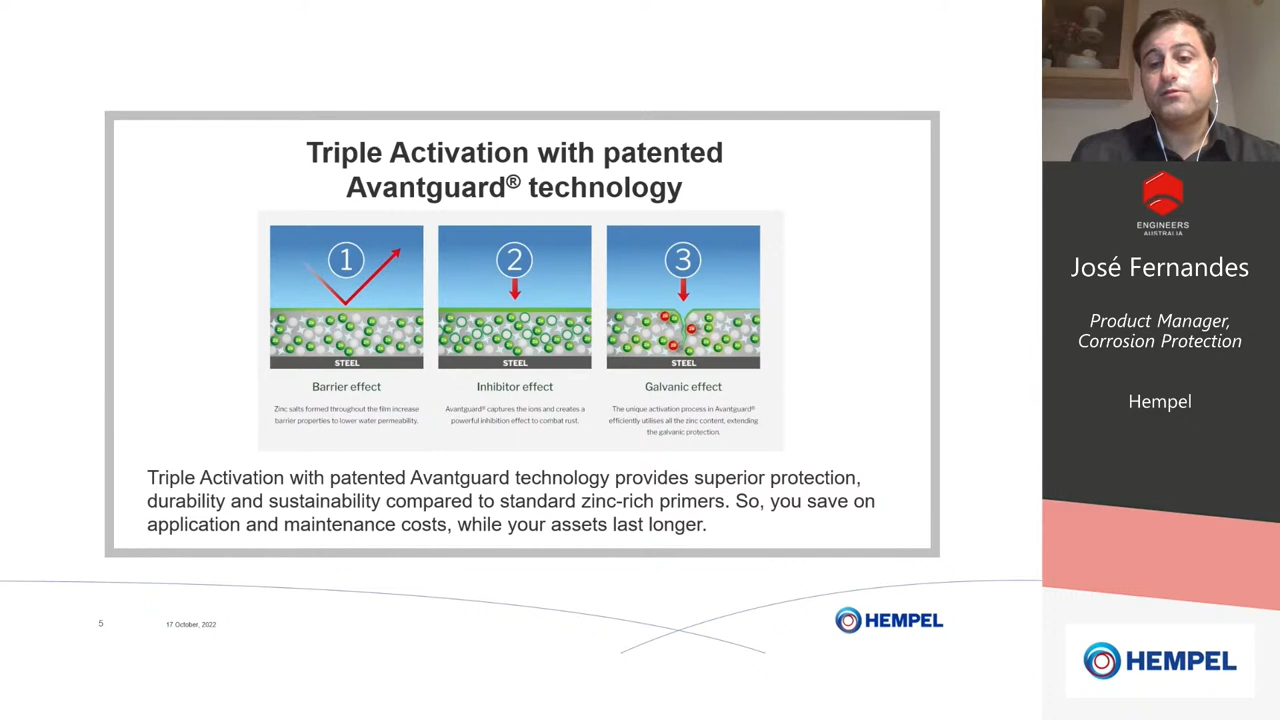 Triple Activation with patented
Avantguard® technology
1
2
3
STEEL
STEEL
STEEL
Barrier effect
Zinc salts formed throughout the film increase
barrier properties to lower water permeability.
Inhibitor effect
Avantguard® captures the ions and creates a
powerful inhibition effect to combat rust.
Galvanic effect
The unique activation process in Avantguard®
efficiently utilises all the zinc content, extending
the galvanic protection.
Triple Activation with patented Avantguard technology provides superior protection,
durability and sustainability compared to standard zinc-rich primers. So, you save on
application and maintenance costs, while your assets last longer.
5
17 October, 2022
HEMPEL
ENGINEERS
AUSTRALIA
José Fernandes
Product Manager,
Corrosion Protection
Hempel
HEMPEL